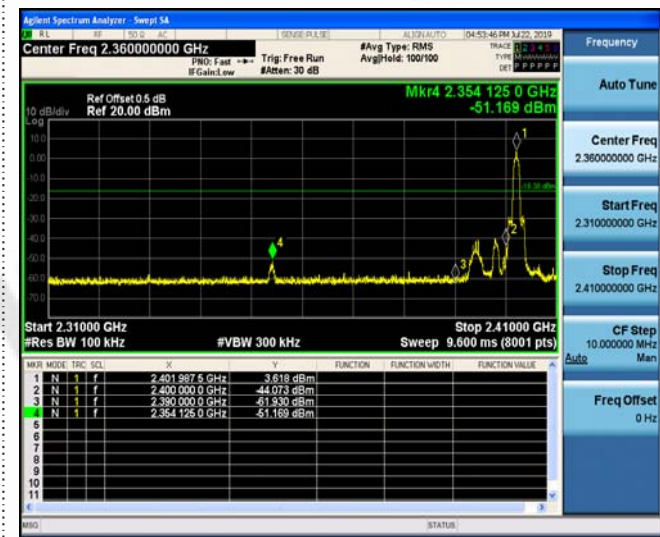 Agilent Spectrum Analyzer - Swept SA
RL RF 50 Ω AC SENSE:PULSE ALIGN AUTO 04:53:46 PM Jul 22, 2019
Center Freq 2.360000000 GHz
PNO: Fast
IFGain:Low
Trig: Free Run
#Atten: 30 dB
#Avg Type: RMS
Avg|Hold: 100/100
TRACE 1 2 3 4 5 6
TYPE M
DET P P P P P P
Ref Offset 0.5 dB
Ref 20.00 dBm
10 dB/div
Log
Mkr4 2.354 125 0 GHz
-51.169 dBm
10.0
0.00
-10.0
-20.0
-30.0
-40.0
-50.0
-60.0
-70.0
1
2
3
4
Start 2.31000 GHz
Stop 2.41000 GHz
#Res BW 100 kHz
#VBW 300 kHz
Sweep 9.600 ms (8001 pts)
MKR MODE TRC SCL X Y FUNCTION FUNCTION WIDTH FUNCTION VALUE
1 N 1 f 2.401 987 5 GHz 3.618 dBm
2 N 1 f 2.400 000 0 GHz -44.073 dBm
3 N 1 f 2.390 000 0 GHz -61.930 dBm
4 N 1 f 2.354 125 0 GHz -51.169 dBm
5
6
7
8
9
10
11
MSG
STATUS
Frequency
Auto Tune
Center Freq
2.360000000 GHz
Start Freq
2.310000000 GHz
Stop Freq
2.410000000 GHz
CF Step
10.000000 MHz
Auto Man
Freq Offset
0 Hz